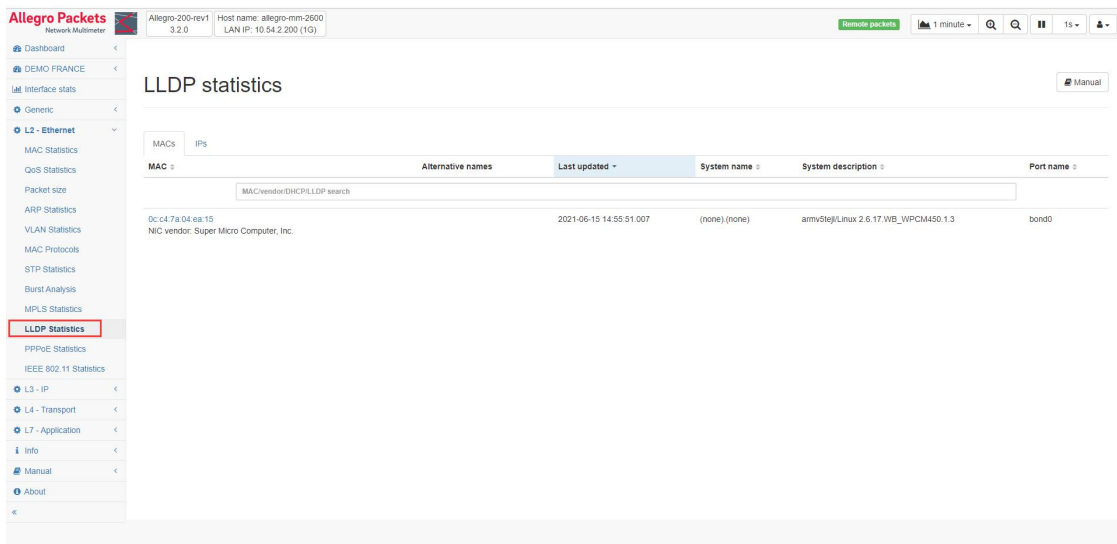 Allegro Packets
Network Multimeter
Allegro-200-rev1
3.2.0
Host name: allegro-mm-2600
LAN IP: 10.54.2.200 (1G)
Remote packets
1 minute
1s
Dashboard
DEMO FRANCE
Interface stats
Generic
L2 - Ethernet
MAC Statistics
QoS Statistics
Packet size
ARP Statistics
VLAN Statistics
MAC Protocols
STP Statistics
Burst Analysis
MPLS Statistics
LLDP Statistics
PPPoE Statistics
IEEE 802.11 Statistics
L3 - IP
L4 - Transport
L7 - Application
Info
Manual
About
«
LLDP statistics
Manual
MACs IPs
MAC Alternative names Last updated System name System description Port name
MAC/vendor/DHCP/LLDP search
0c:c4:7a:04:ea:15 2021-06-15 14:55:51.007 (none).(none) armv5tejl/Linux 2.6.17.WB_WPCM450.1.3 bond0
NIC vendor: Super Micro Computer, Inc.